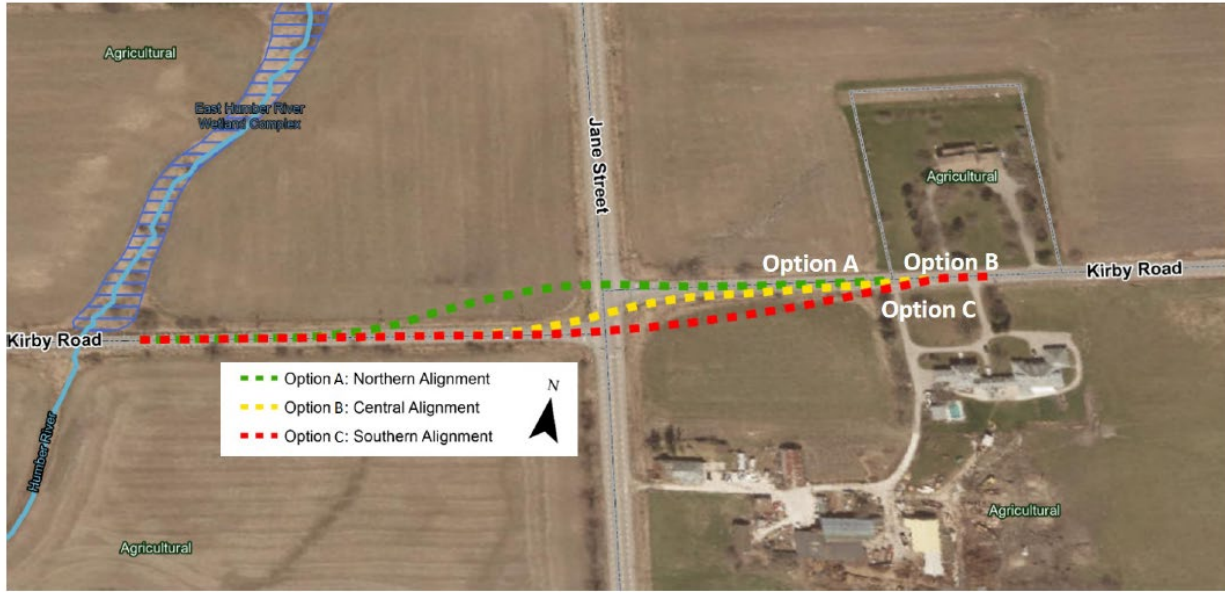 Agricultural
East Humber River
Wetland Complex
Jane Street
Agricultural
Option A
Option B
Kirby Road
Option C
Kirby Road
Option A: Northern Alignment
Option B: Central Alignment
Option C: Southern Alignment
N
Humber River
Agricultural
Agricultural